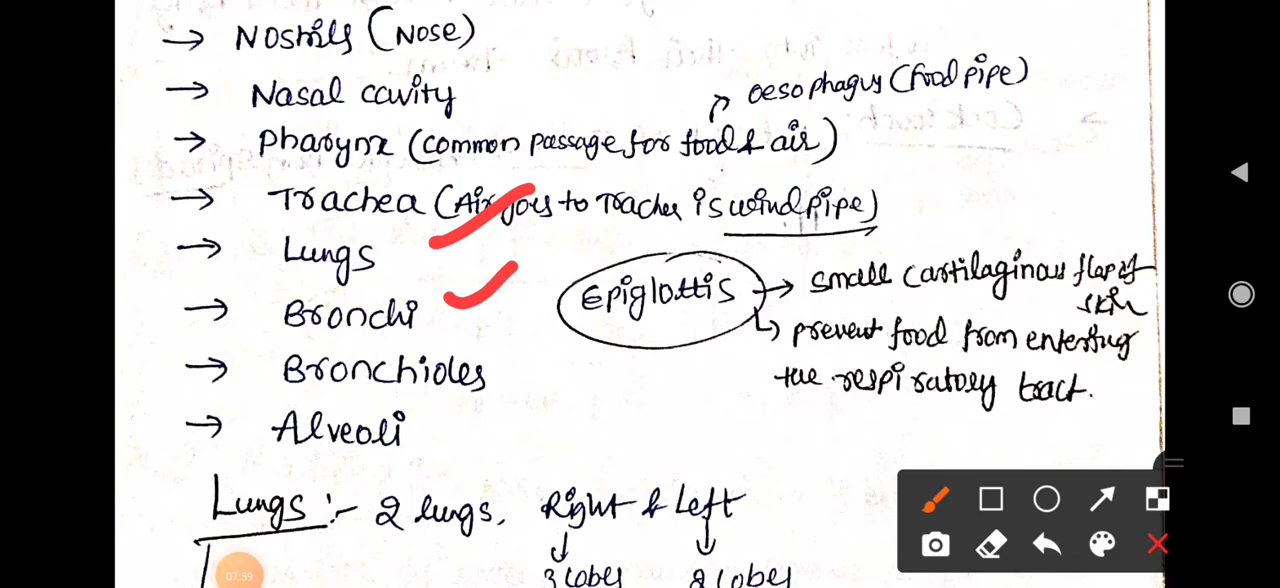 → Nostrils (Nose)
→ Nasal cavity
oesophagus (food pipe)
→ Pharynx (common passage for food & air)
→ Trachea (Air goes to Trachea is wind pipe)
→ Lungs
Epiglottis → small cartilaginous flap of skin
→ Bronchi
↳ prevent food from entering
→ Bronchioles
the respiratory tract.
→ Alveoli
Lungs :- 2 lungs, Right & Left
3 lobes 2 lobes
07:59